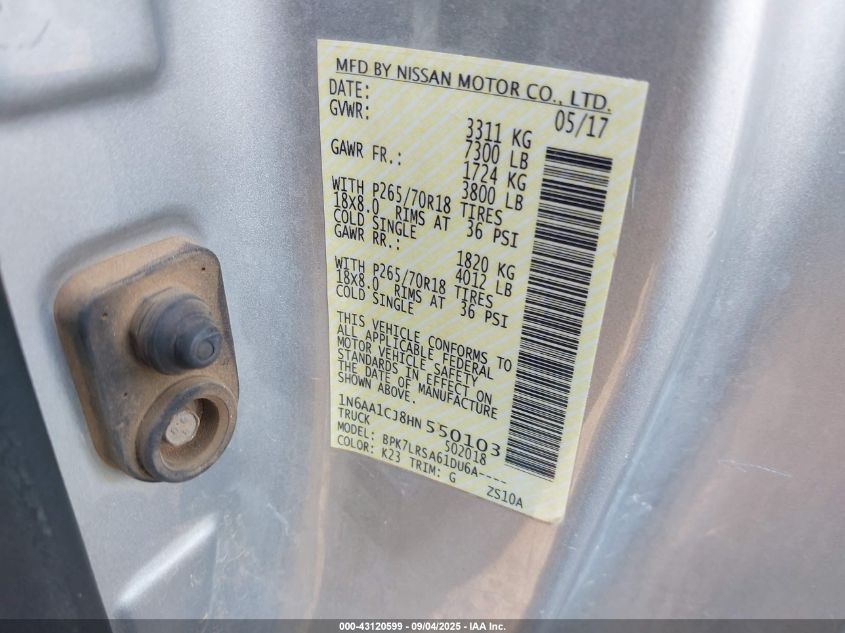 MFD BY NISSAN MOTOR CO., LTD.
DATE: 05/17
GVWR: 3311 KG
7300 LB
GAWR FR.: 1724 KG
3800 LB
WITH P265/70R18 TIRES
18X8.0 RIMS AT 36 PSI
COLD SINGLE
GAWR RR.: 1820 KG
4012 LB
WITH P265/70R18 TIRES
18X8.0 RIMS AT 36 PSI
COLD SINGLE
THIS VEHICLE CONFORMS TO
ALL APPLICABLE FEDERAL
MOTOR VEHICLE SAFETY
STANDARDS IN EFFECT ON
THE DATE OF MANUFACTURE
SHOWN ABOVE.
1N6AA1CJ8HN550103
TRUCK S02018
MODEL: BPK7LRSA61DU6A----
COLOR: K23 TRIM: G ZS10A
000-43120599 - 09/04/2025 - IAA Inc.